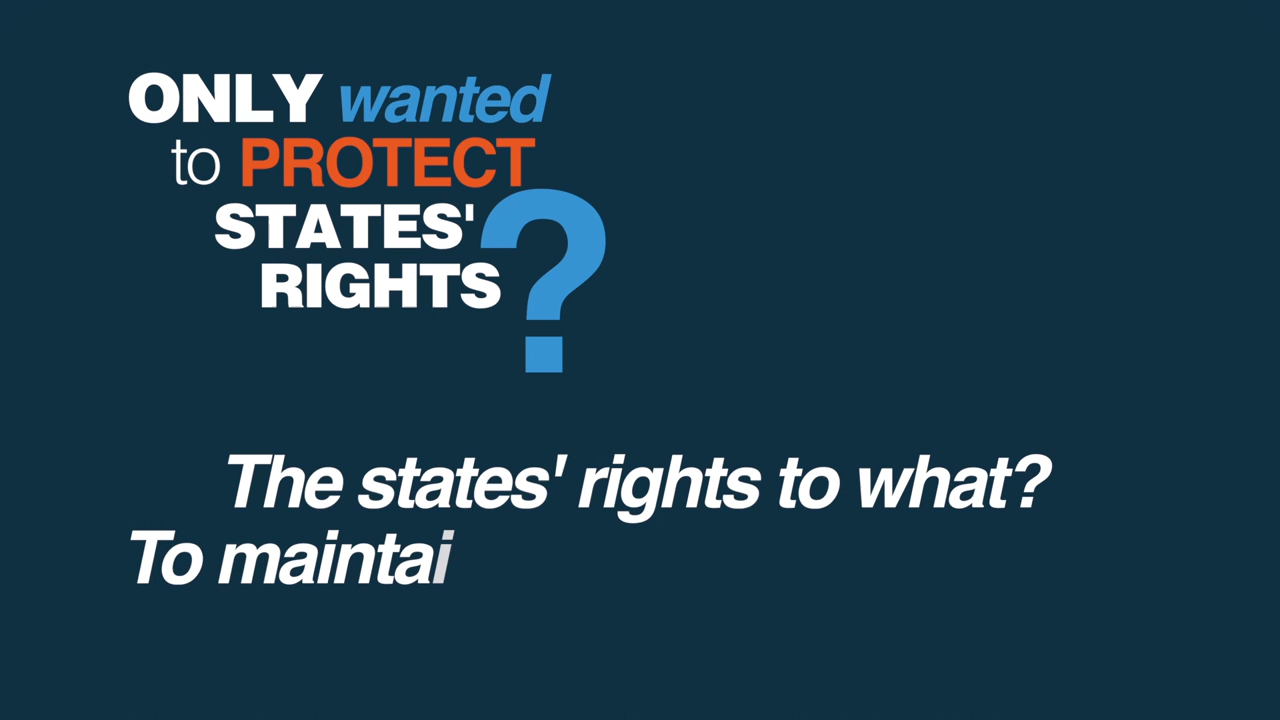 ONLY wanted
to PROTECT
STATES'
RIGHTS?
The states' rights to what?
To maintai